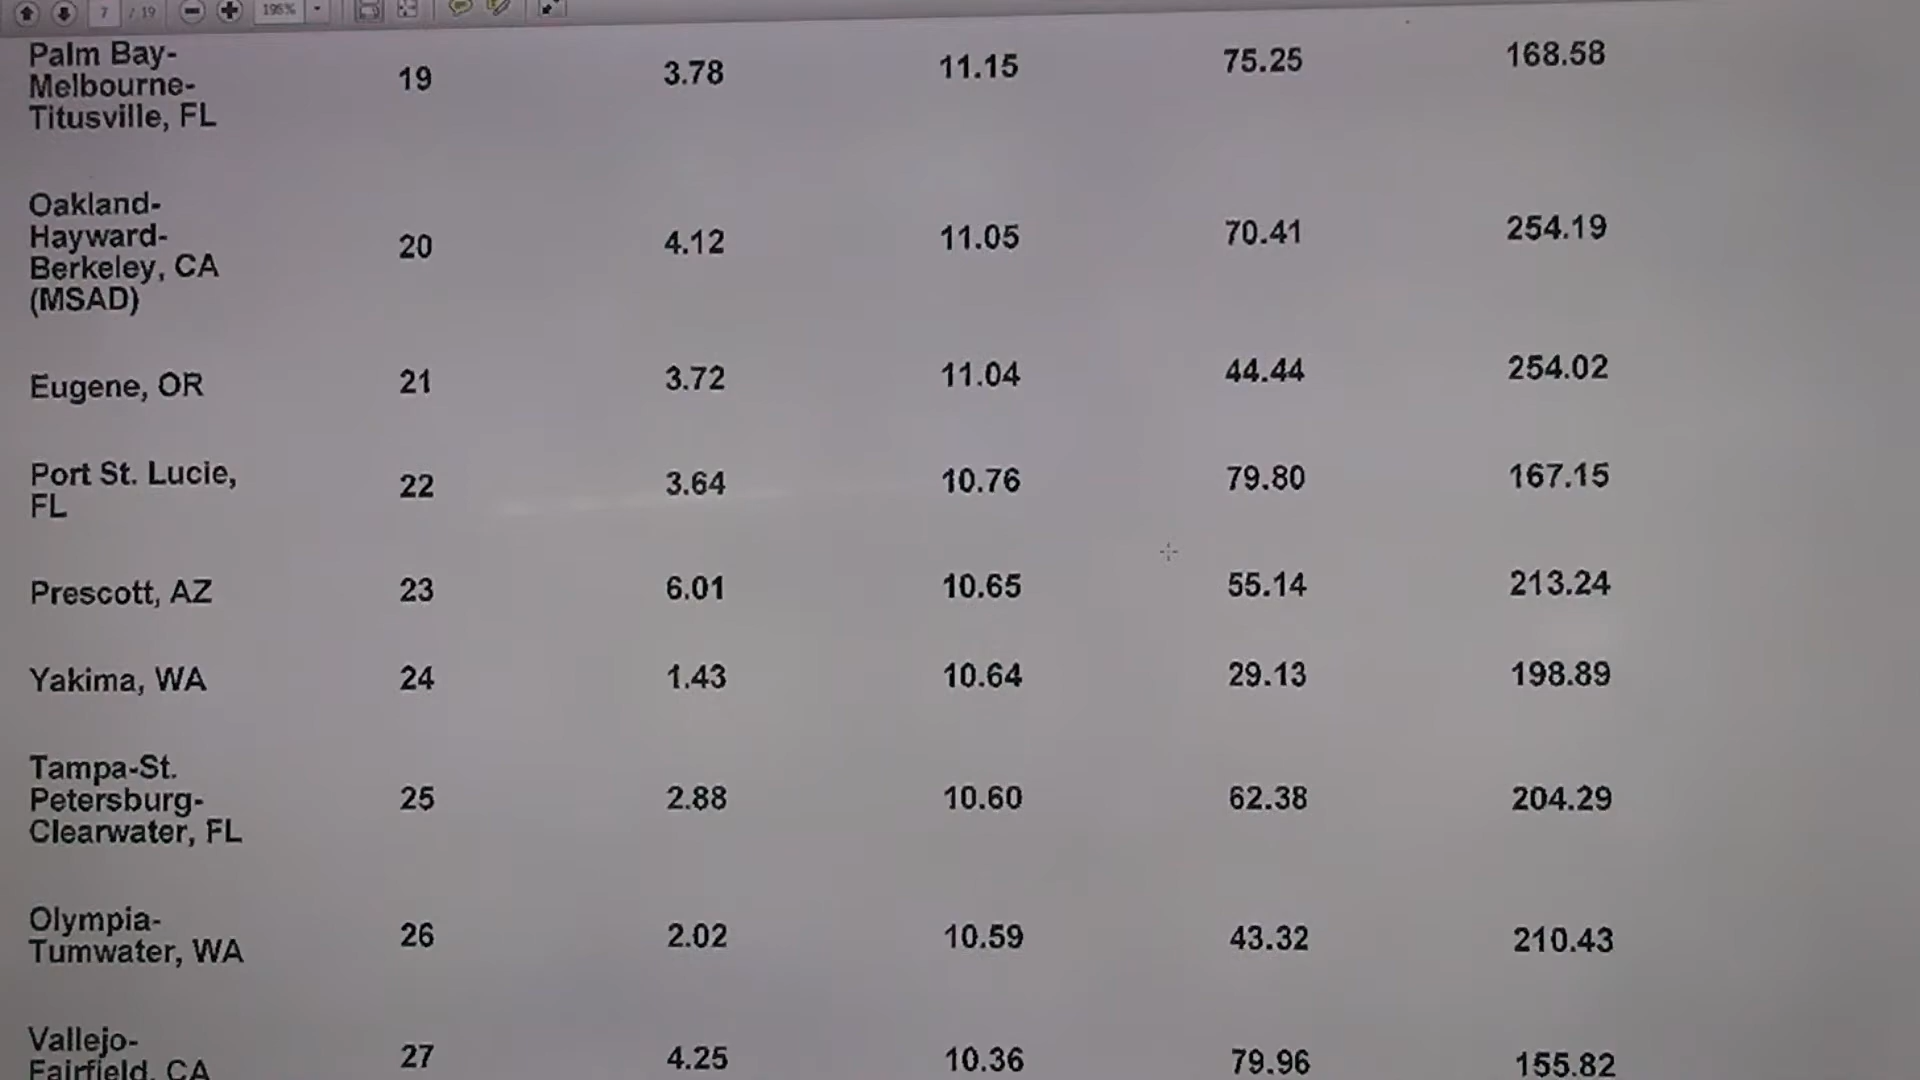 7 / 19 198%
Palm Bay-
Melbourne-
Titusville, FL
19 3.78 11.15 75.25 168.58
Oakland-
Hayward-
Berkeley, CA
(MSAD)
20 4.12 11.05 70.41 254.19
Eugene, OR 21 3.72 11.04 44.44 254.02
Port St. Lucie,
FL
22 3.64 10.76 79.80 167.15
Prescott, AZ 23 6.01 10.65 55.14 213.24
Yakima, WA 24 1.43 10.64 29.13 198.89
Tampa-St.
Petersburg-
Clearwater, FL
25 2.88 10.60 62.38 204.29
Olympia-
Tumwater, WA
26 2.02 10.59 43.32 210.43
Vallejo-
Fairfield, CA
27 4.25 10.36 79.96 155.82